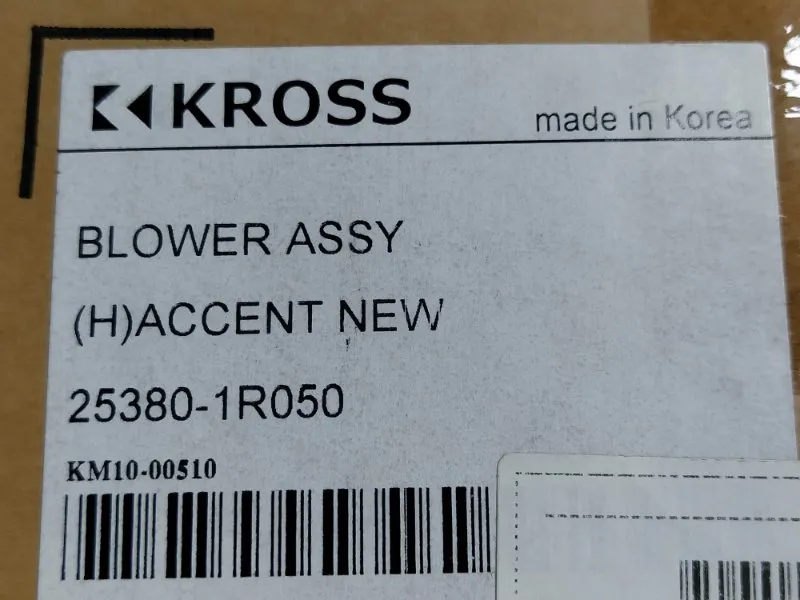 KROSS
made in Korea
BLOWER ASSY
(H)ACCENT NEW
25380-1R050
KM10-00510